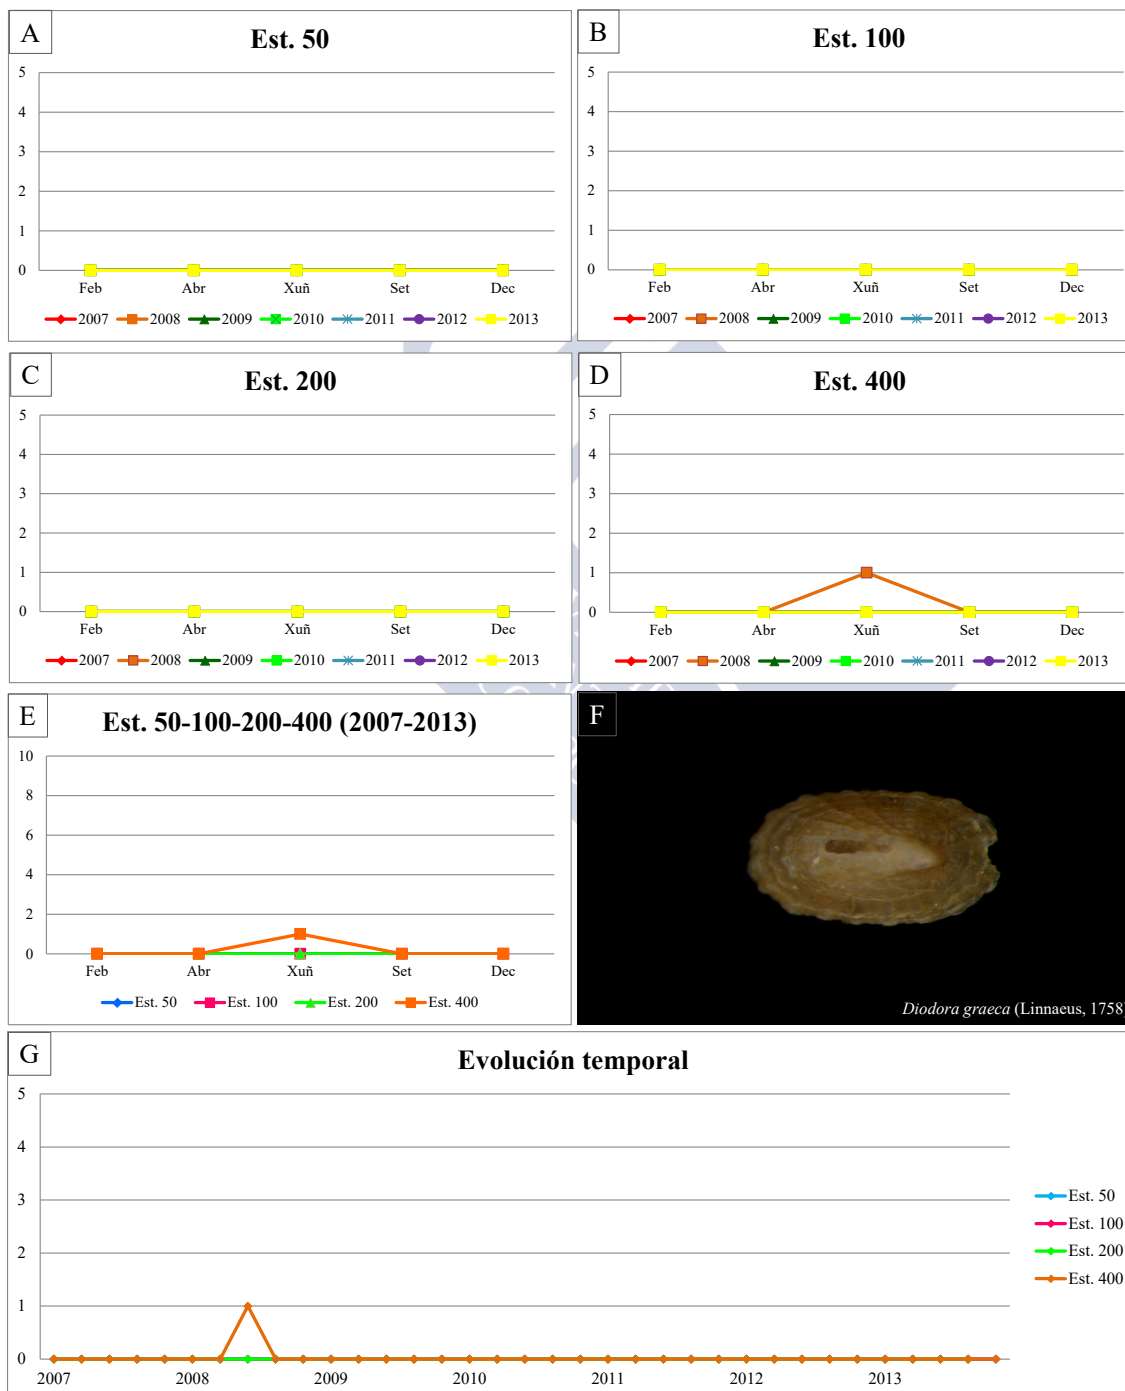 A
Est. 50
5
4
3
2
1
0
Feb Abr Xuñ Set Dec
2007 2008 2009 2010 2011 2012 2013
B
Est. 100
5
4
3
2
1
0
Feb Abr Xuñ Set Dec
2007 2008 2009 2010 2011 2012 2013
C
Est. 200
5
4
3
2
1
0
Feb Abr Xuñ Set Dec
2007 2008 2009 2010 2011 2012 2013
D
Est. 400
5
4
3
2
1
0
Feb Abr Xuñ Set Dec
2007 2008 2009 2010 2011 2012 2013
E
Est. 50-100-200-400 (2007-2013)
10
8
6
4
2
0
Feb Abr Xuñ Set Dec
Est. 50 Est. 100 Est. 200 Est. 400
F
Diodora graeca (Linnaeus, 1758)
G
Evolución temporal
5
4
3
2
1
0
2007 2008 2009 2010 2011 2012 2013
Est. 50
Est. 100
Est. 200
Est. 400